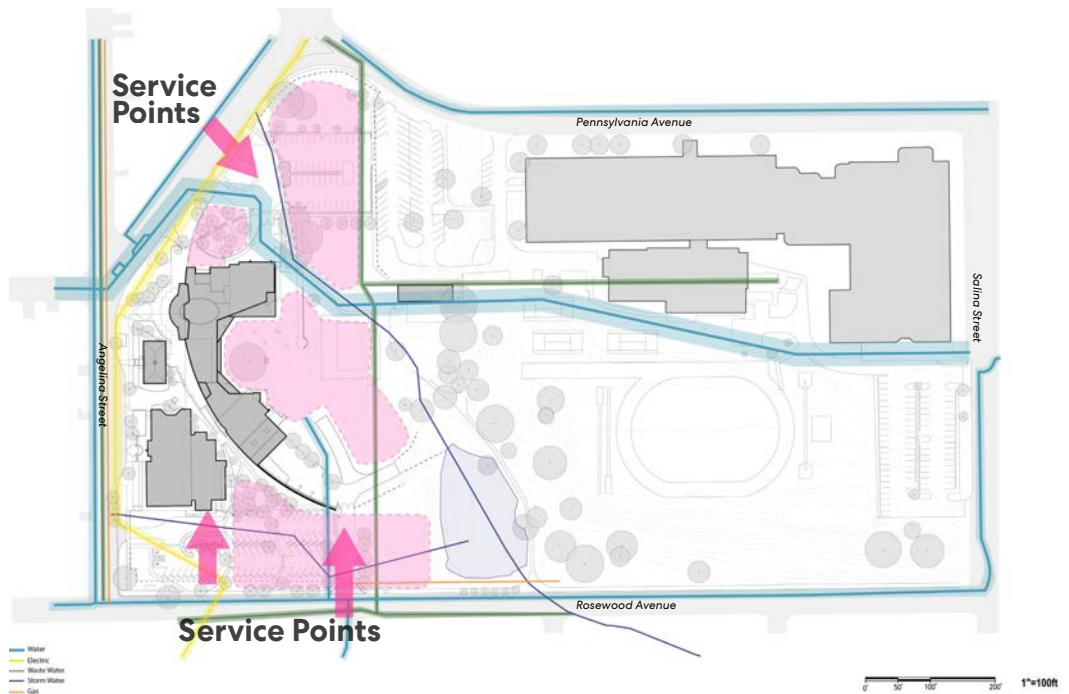 Service
Points
Pennsylvania Avenue
Salina Street
Angelina Street
Rosewood Avenue
Service Points
Water
Electric
Waste Water
Storm Water
Gas
0' 50' 100' 200' 1"=100ft